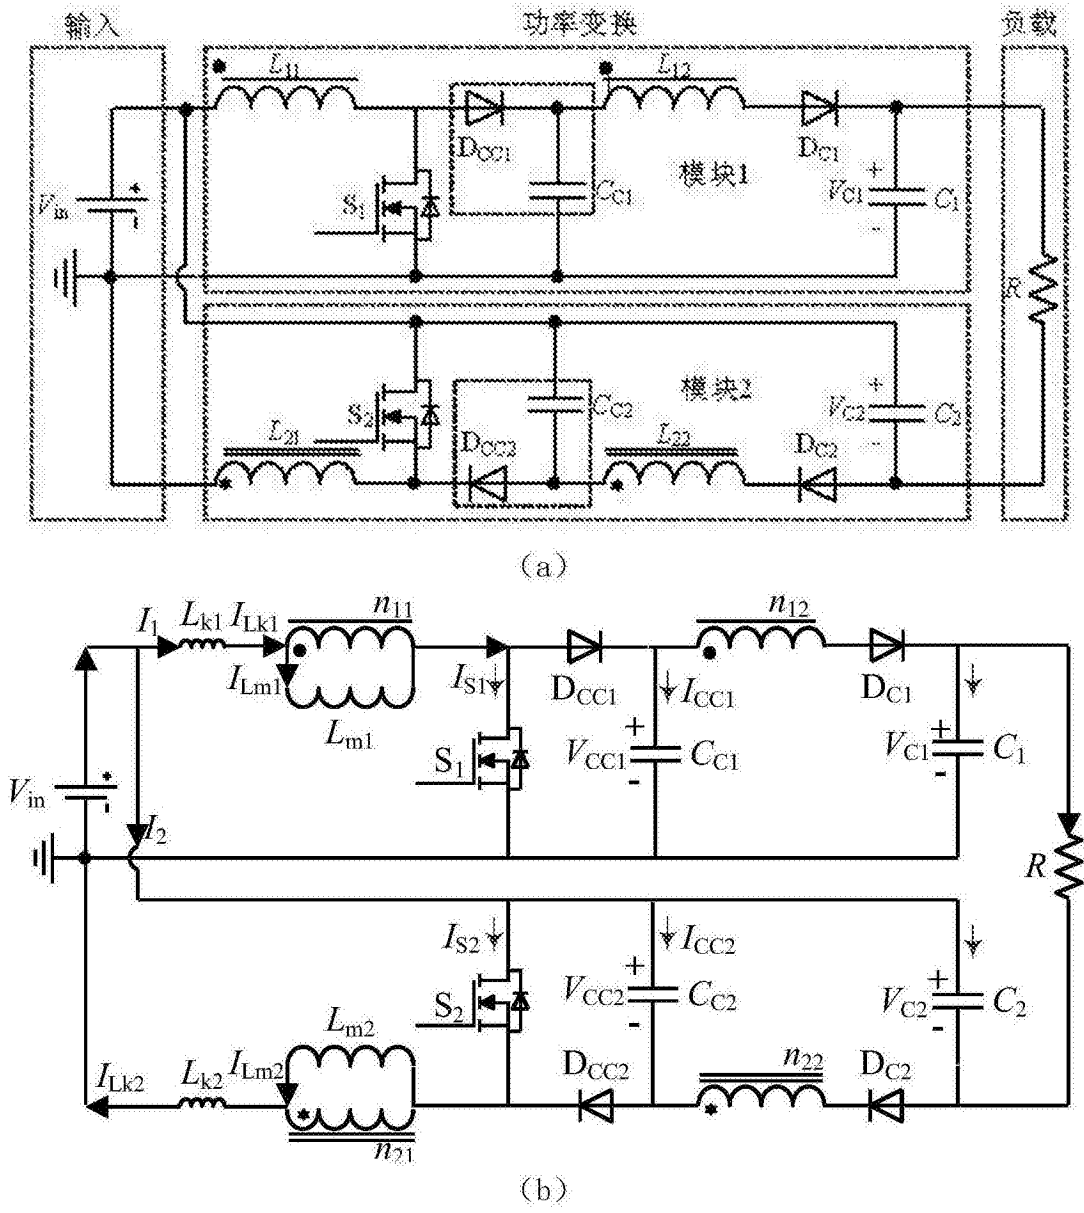 输入 功率变换 负载
L11 L12
DCC1 DC1
模块1
Vin S1 CC1 VC1 C1
+
-
+
-
R
模块2
S2 CC2 VC2 C2
+
-
L21 DCC2 L22 DC2
(a)
I1 Lk1 ILk1 n11 n12
ILm1 IS1 DCC1 ICC1 DC1
Lm1
S1 VCC1 CC1 VC1 C1
+
-
+
-
Vin
+
-
I2
R
IS2 ICC2
S2 VCC2 CC2 VC2 C2
+
-
+
-
Lm2
ILk2 Lk2 ILm2 DCC2 n22 DC2
n21
(b)